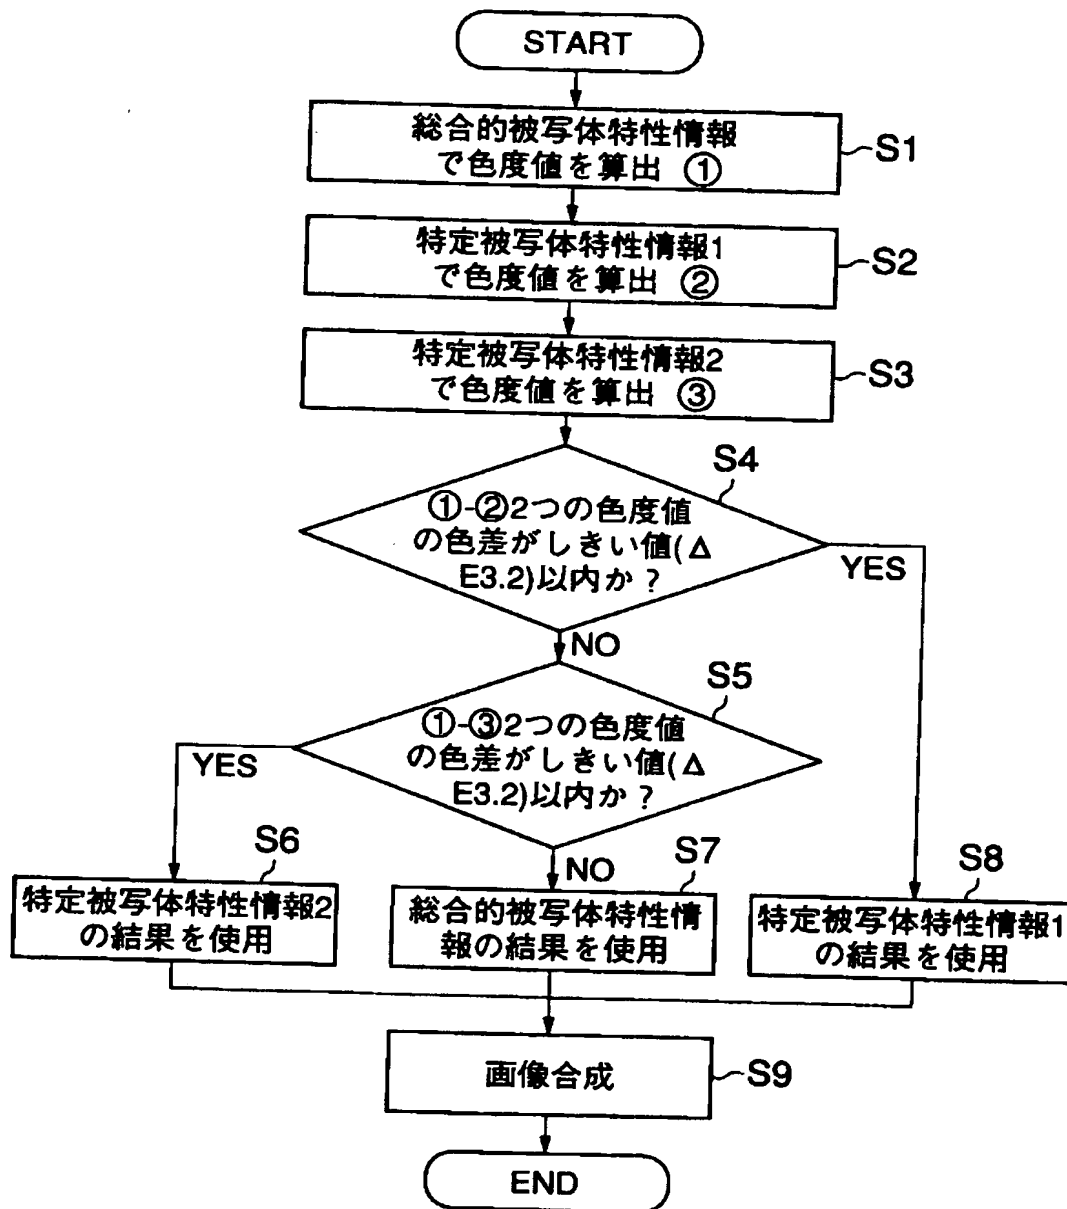 START
総合的被写体特性情報
で色度値を算出 ①
S1
特定被写体特性情報1
で色度値を算出 ②
S2
特定被写体特性情報2
で色度値を算出 ③
S3
S4
①-②2つの色度値
の色差がしきい値(Δ
E3.2)以内か?
YES
NO
S5
①-③2つの色度値
の色差がしきい値(Δ
E3.2)以内か?
YES
NO
S6
特定被写体特性情報2
の結果を使用
S7
総合的被写体特性情
報の結果を使用
S8
特定被写体特性情報1
の結果を使用
画像合成
S9
END